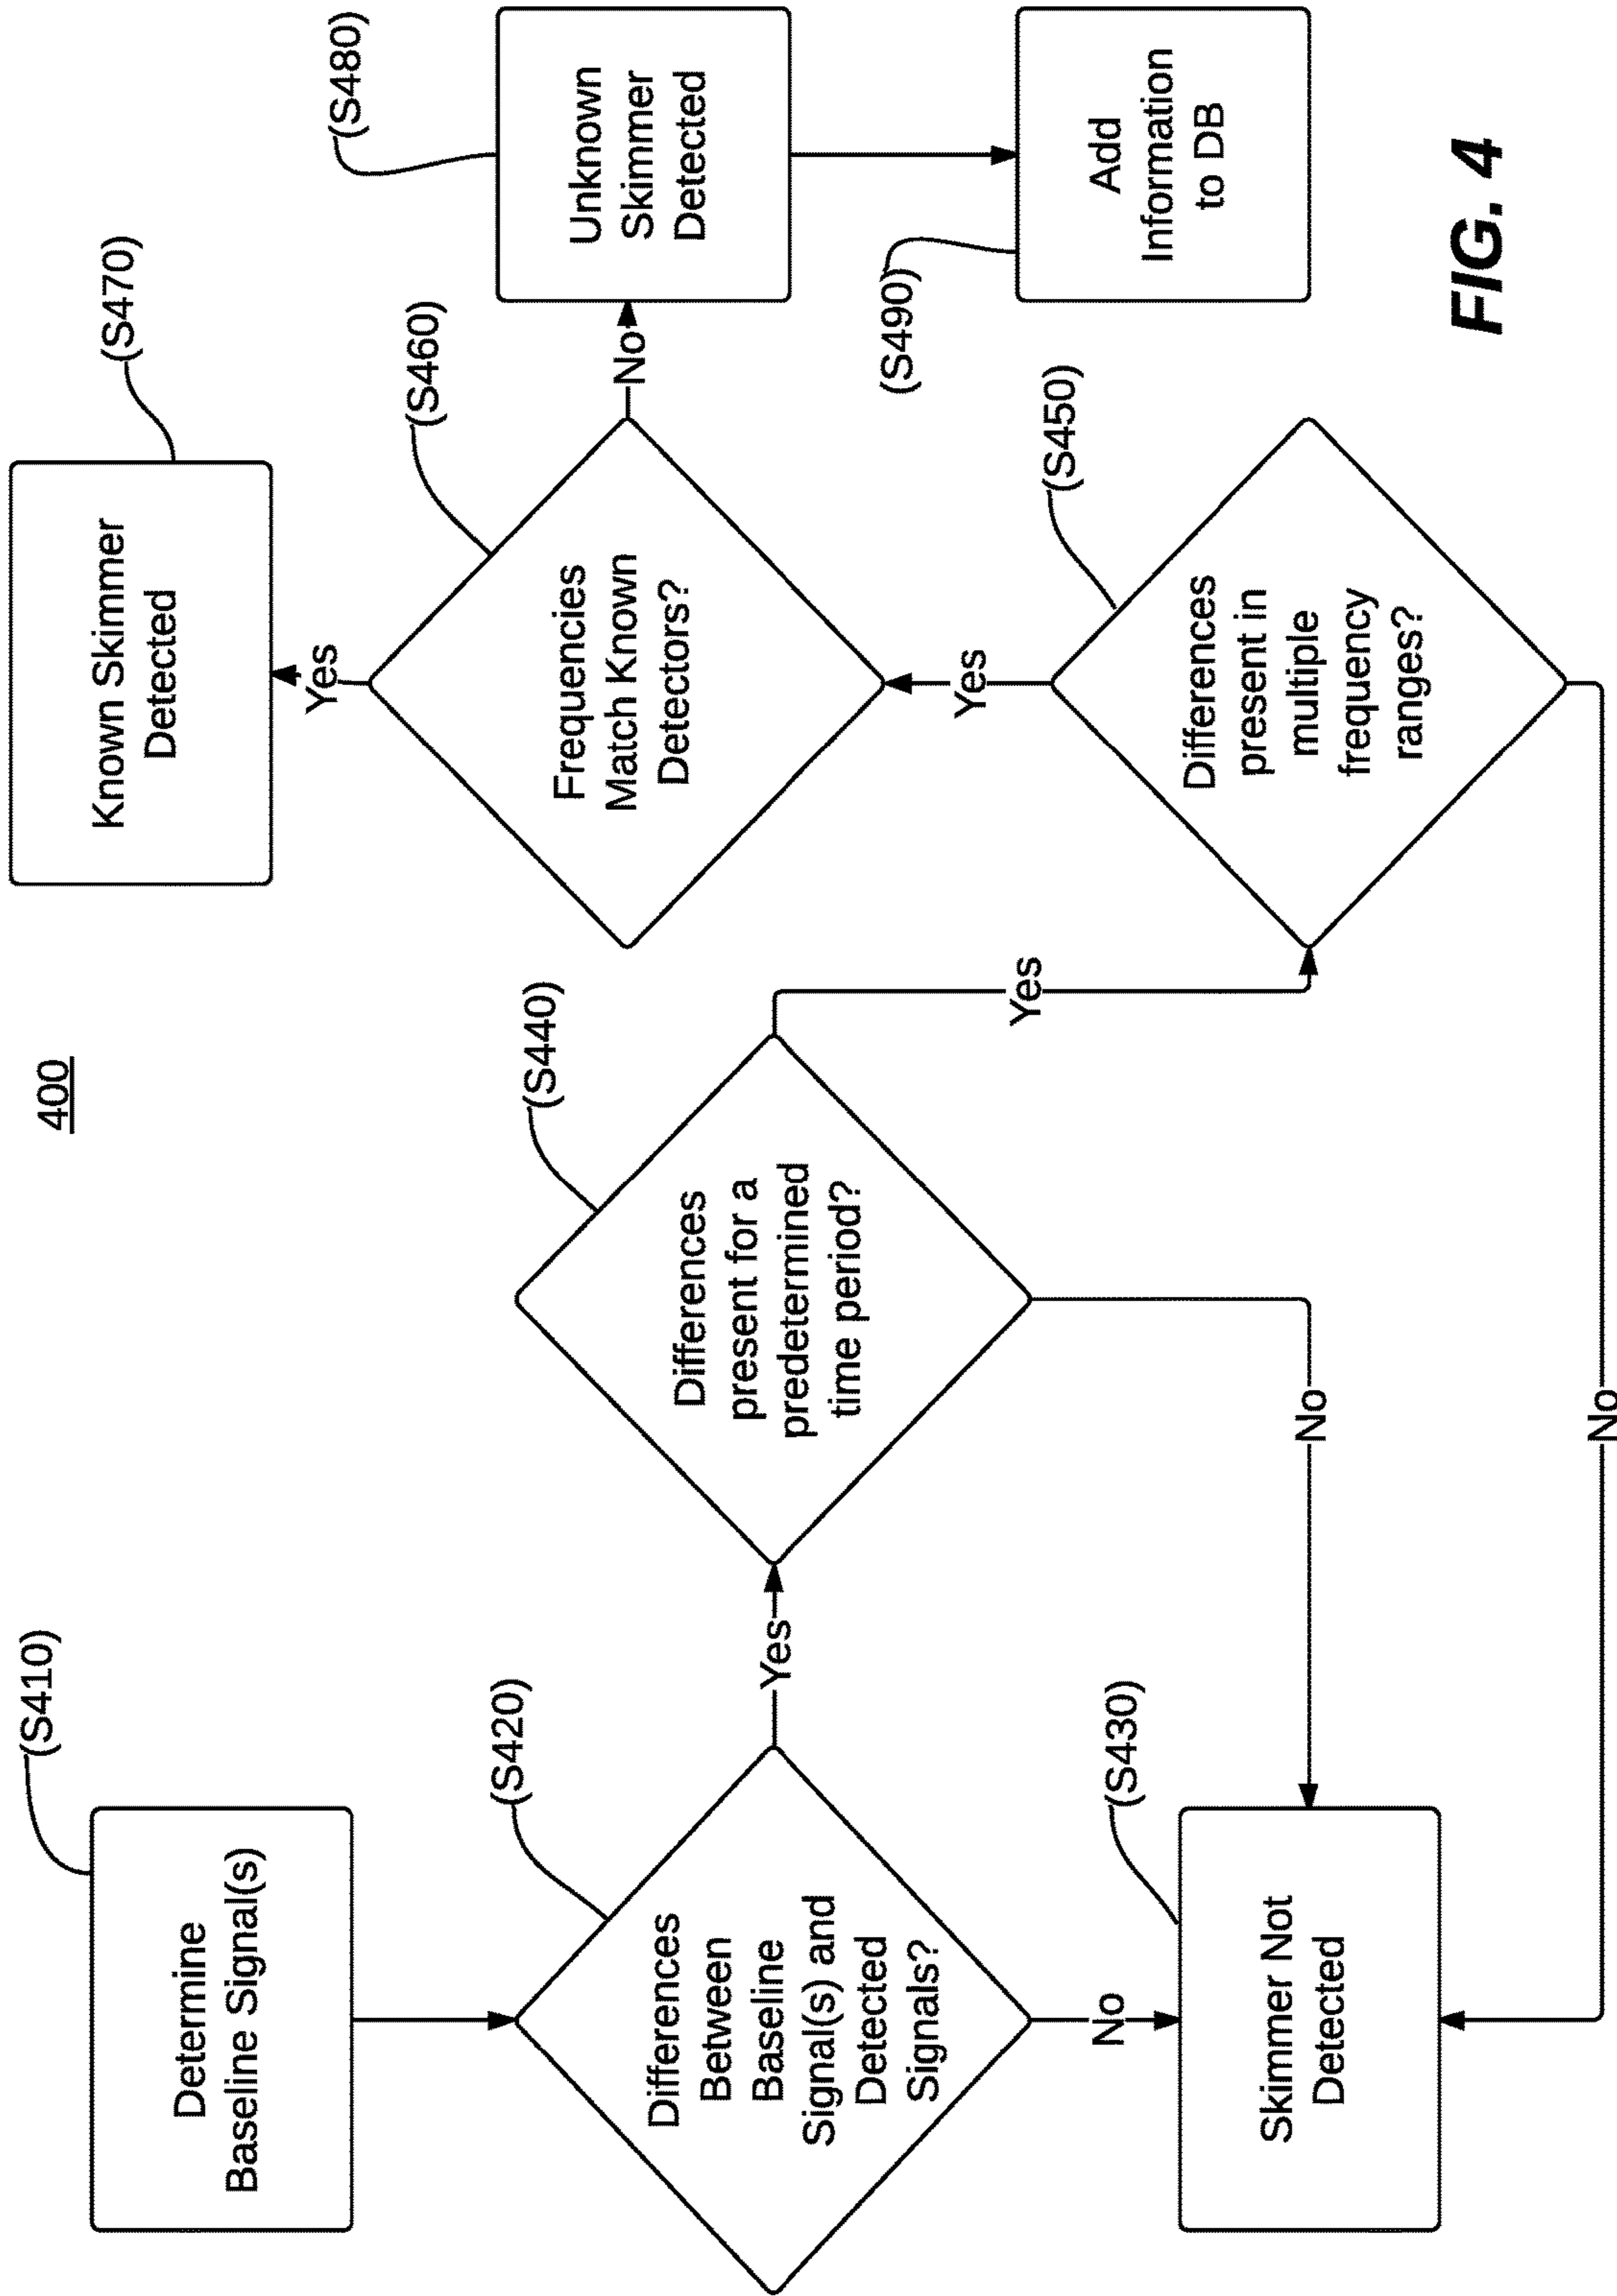 400
(S410)
Determine
Baseline Signal(s)
(S420)
Differences
Between
Baseline
Signal(s) and
Detected
Signals?
Yes
No
(S430)
Skimmer Not
Detected
(S440)
Differences
present for a
predetermined
time period?
Yes
No
(S450)
Differences
present in
multiple
frequency
ranges?
Yes
No
(S460)
Frequencies
Match Known
Detectors?
Yes
No
(S470)
Known Skimmer
Detected
(S480)
Unknown
Skimmer
Detected
(S490)
Add
Information
to DB
FIG. 4